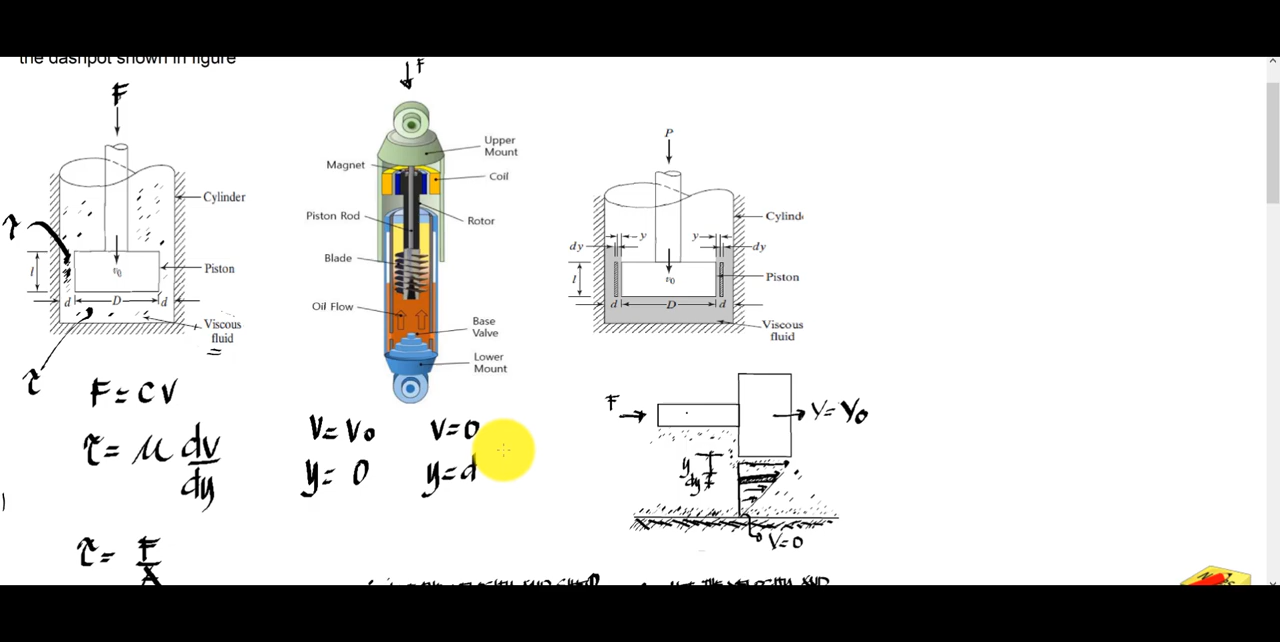 the dashpot shown in figure
F
Cylinder
τ
l
v₀
Piston
d
D
d
Viscous
fluid
τ
F = CV
τ = μ dv/dy
τ = F/A
F
Upper
Mount
Magnet
Coil
Piston Rod
Rotor
Blade
Oil Flow
Base
Valve
Lower
Mount
V = V₀
V = 0
y = 0
y = d
P
Cylinde
y
y
dy
dy
l
v₀
Piston
d
D
d
Viscous
fluid
F
V = V₀
y
dy
V = 0